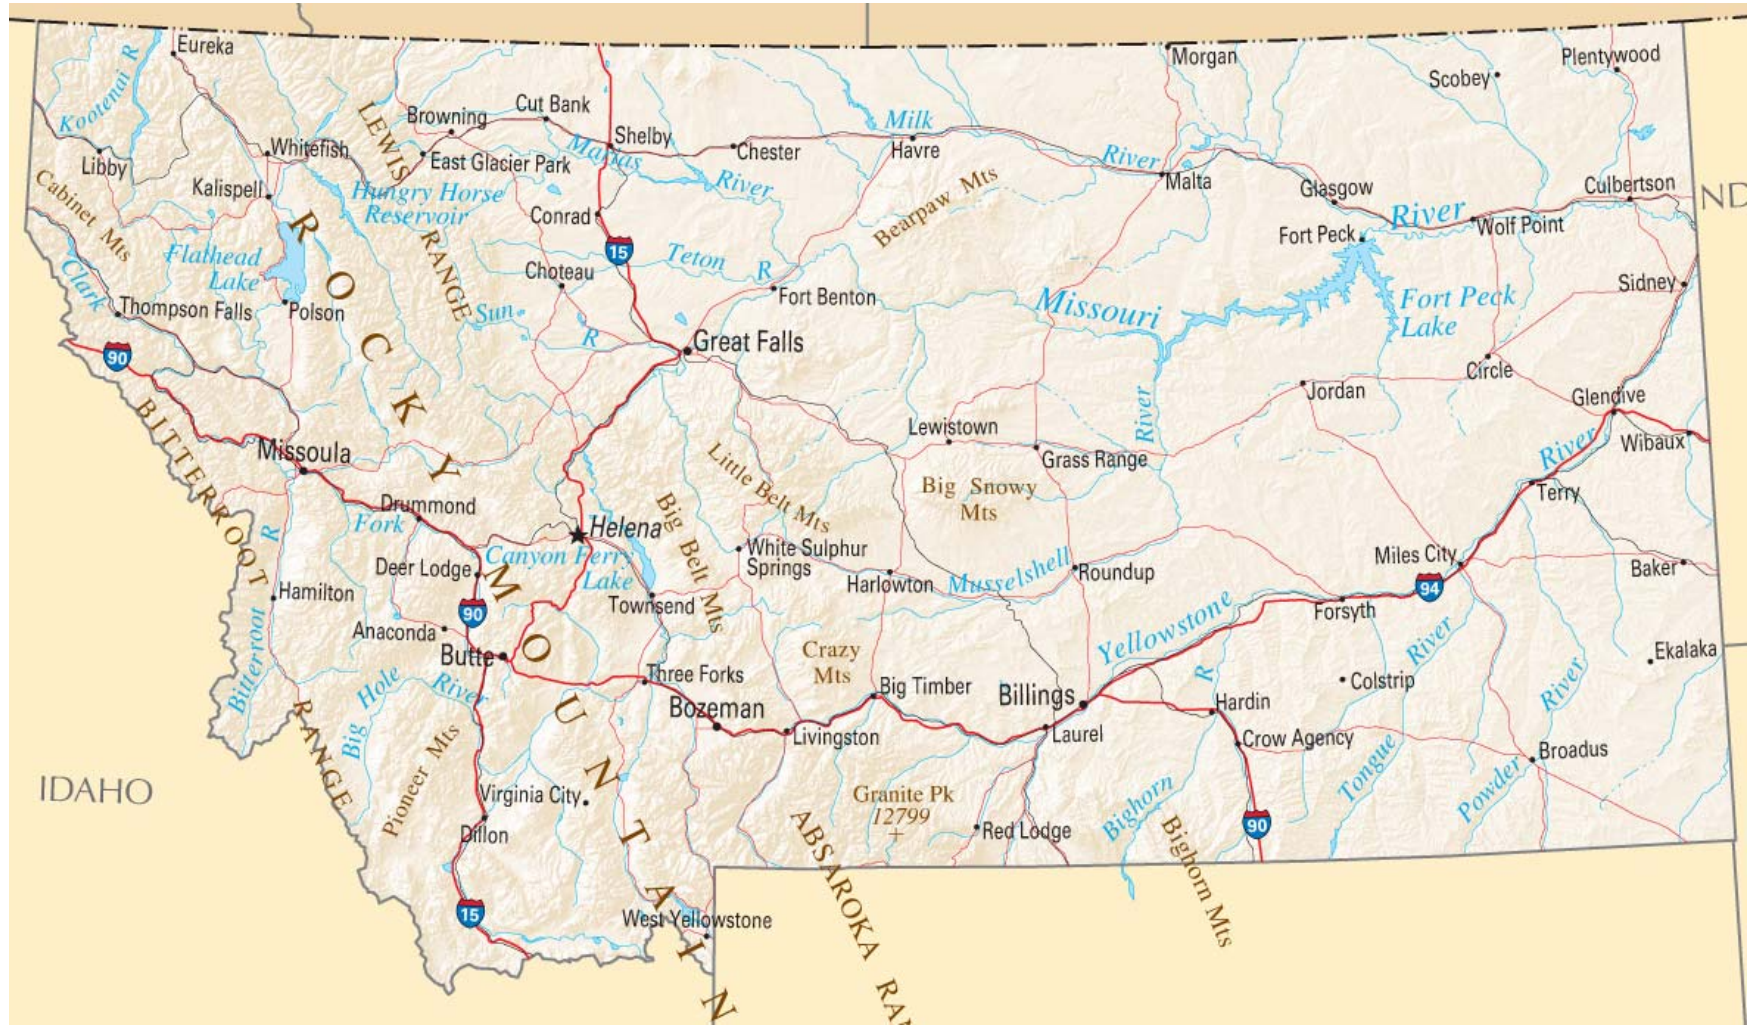 Eureka
Morgan
Plentywood
Scobey
Kootenai R
LEWIS
RANGE
Browning
Cut Bank
Shelby
Milk
River
Chester
Havre
Libby
Whitefish
East Glacier Park
Marias
River
Malta
Glasgow
Culbertson
ND
Kalispell
Hungry Horse
Reservoir
Cabinet Mts
Conrad
Bearpaw Mts
River
Wolf Point
Fort Peck
Flathead
Lake
15
Teton R
Clark
Choteau
Fort Benton
Missouri
Fort Peck
Lake
Sidney
Thompson Falls
Polson
Sun
R
Great Falls
90
Circle
Jordan
Glendive
BITTERROOT
RANGE
River
Lewistown
Grass Range
River
Wibaux
Missoula
Little Belt Mts
Big Snowy
Mts
Terry
Drummond
Fork
Helena
Big Belt Mts
Canyon Ferry
Lake
White Sulphur
Springs
Harlowton
Musselshell
Roundup
Miles City
Baker
R
Deer Lodge
Hamilton
90
Townsend
94
Forsyth
Anaconda
Butte
Yellowstone
River
Crazy
Mts
Ekalaka
Bitterroot
Big
Hole
River
Three Forks
Big Timber
Billings
R
Colstrip
River
Bozeman
Hardin
Livingston
Laurel
Crow Agency
Broadus
Pioneer Mts
IDAHO
Virginia City
Granite Pk
12799
Bighorn
Tongue
Powder
Dillon
Red Lodge
90
ABSAROKA RAN
Bighorn Mts
15
West Yellowstone
ROCKY
MOUNTAIN